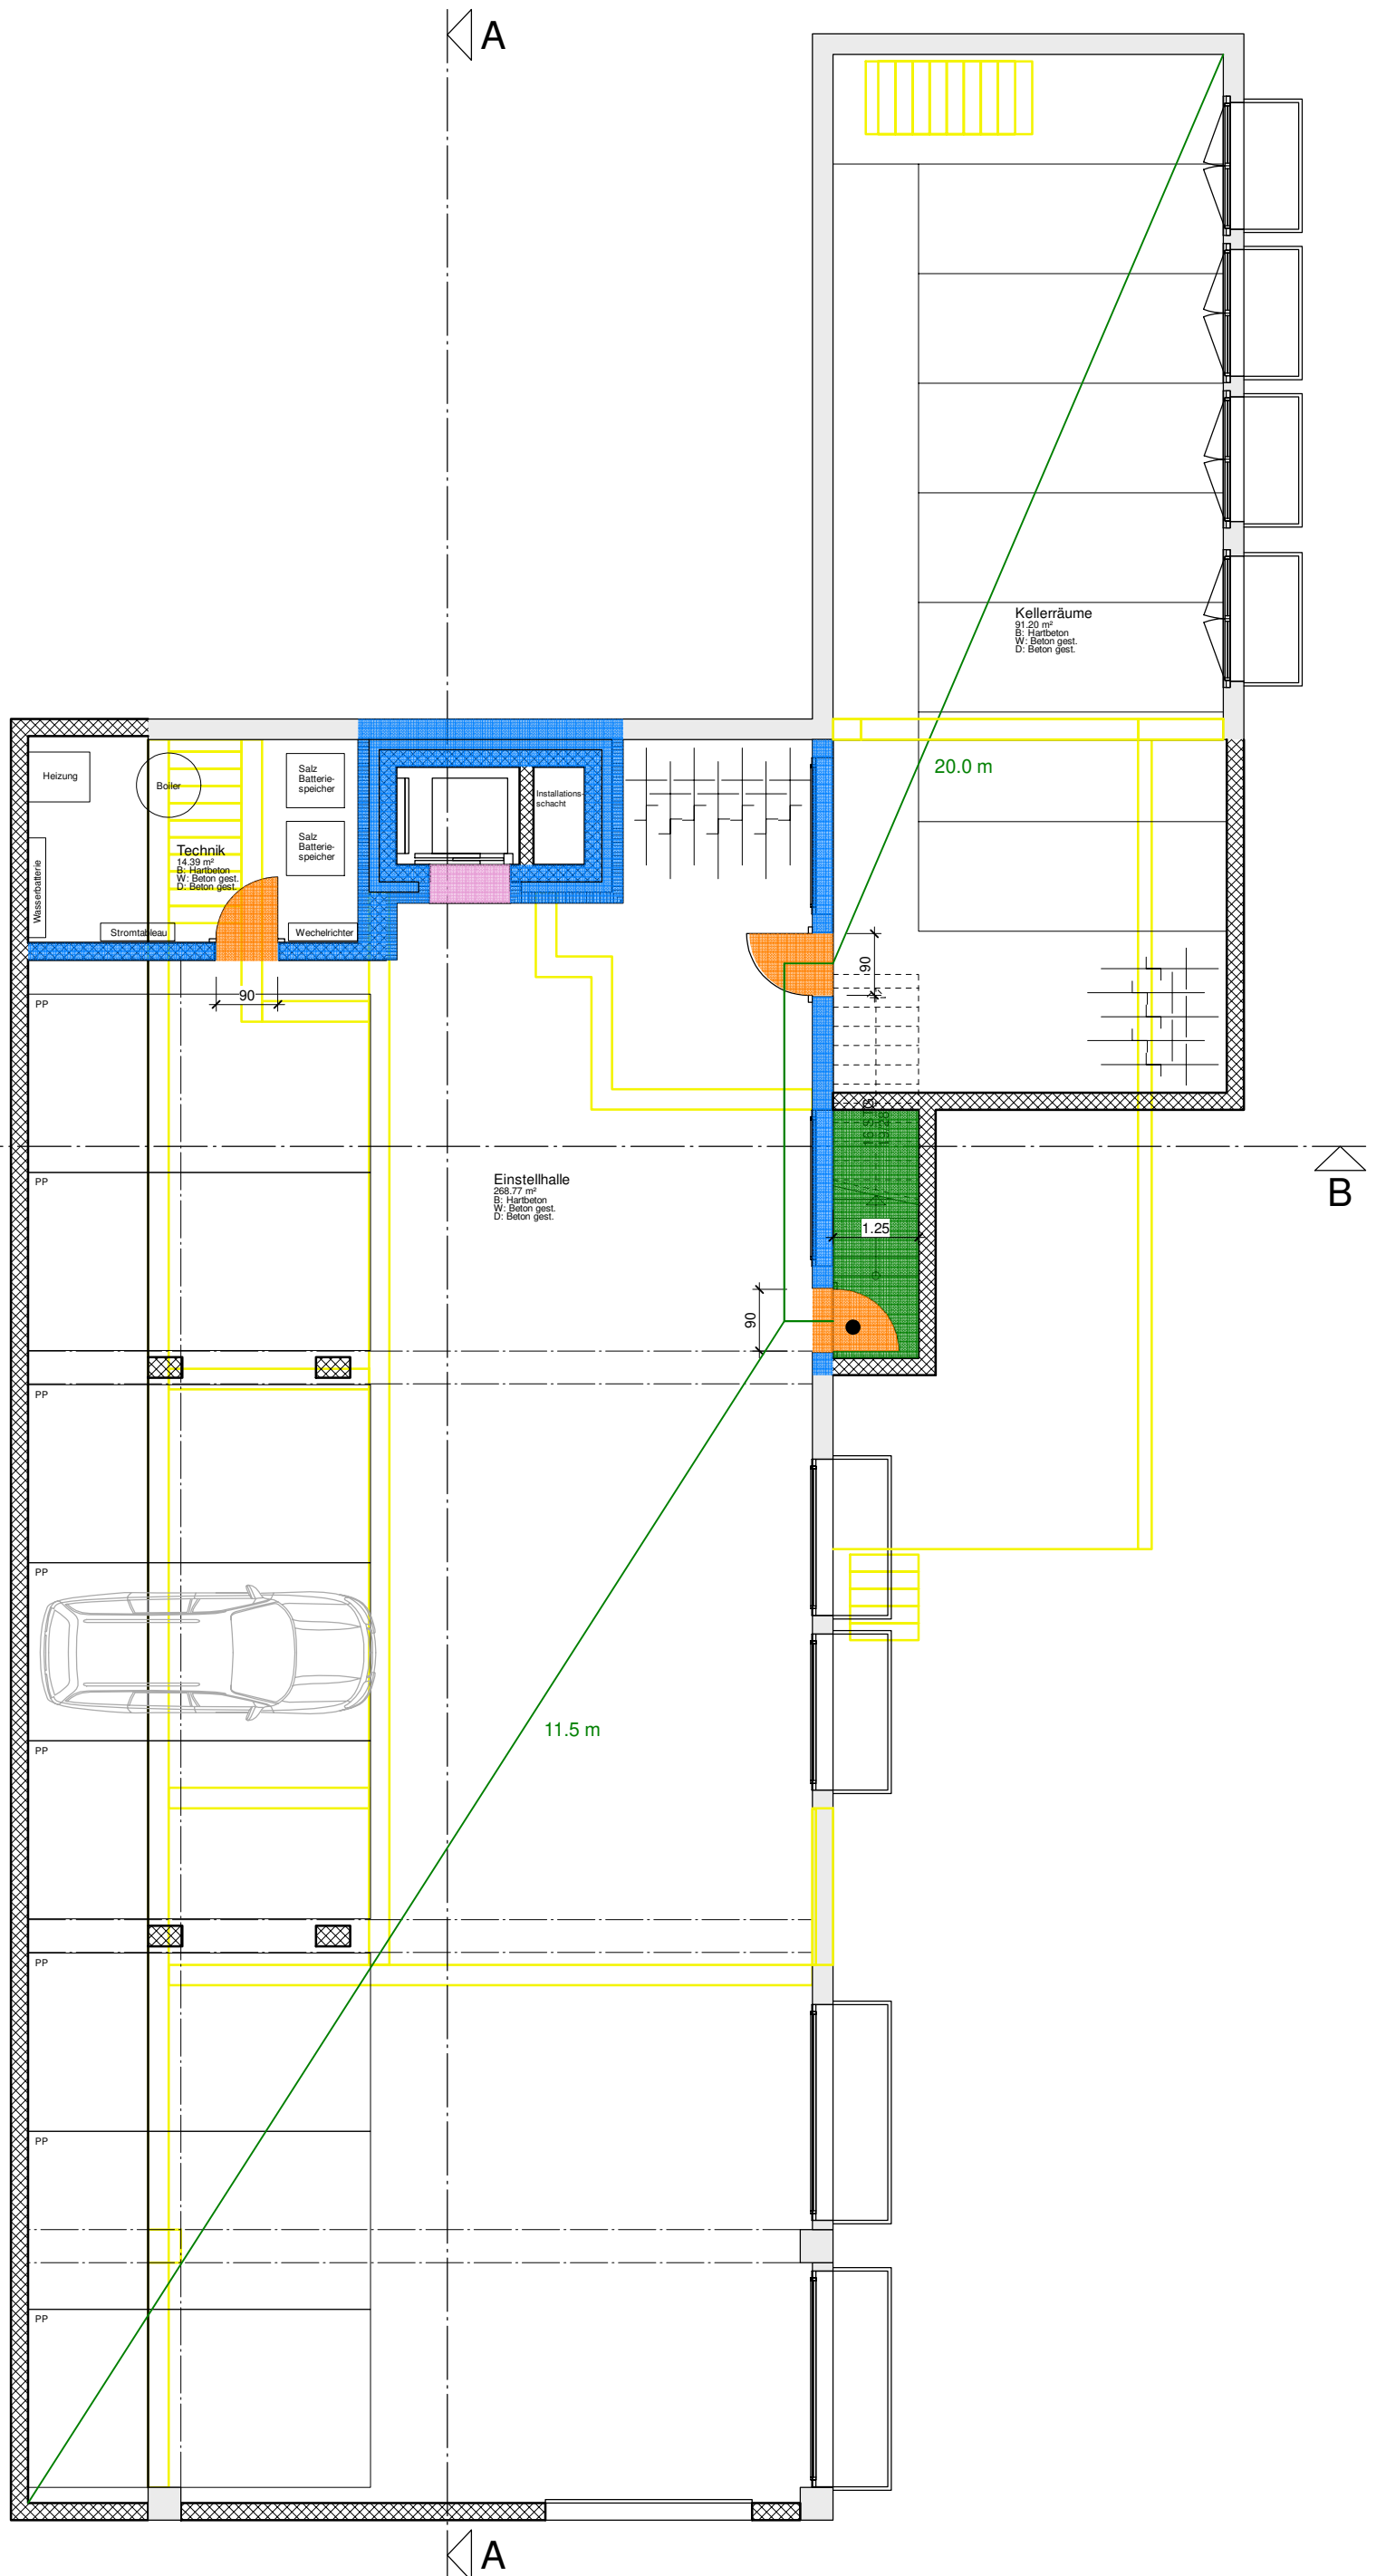 A
Kellerräume
91.20 m²
B: Hartbeton
W: Beton gest.
D: Beton gest.
20.0 m
Heizung
Boiler
Salz
Batterie-
speicher
Installations-
schacht
Salz
Batterie-
speicher
Technik
14.39 m²
B: Hartbeton
W: Beton gest.
D: Beton gest.
Wasserbatterie
Stromtableau
Wechelrichter
90
90
PP
PP
Einstellhalle
268.77 m²
B: Hartbeton
W: Beton gest.
D: Beton gest.
B
1.25
90
PP
PP
11.5 m
PP
PP
PP
PP
A